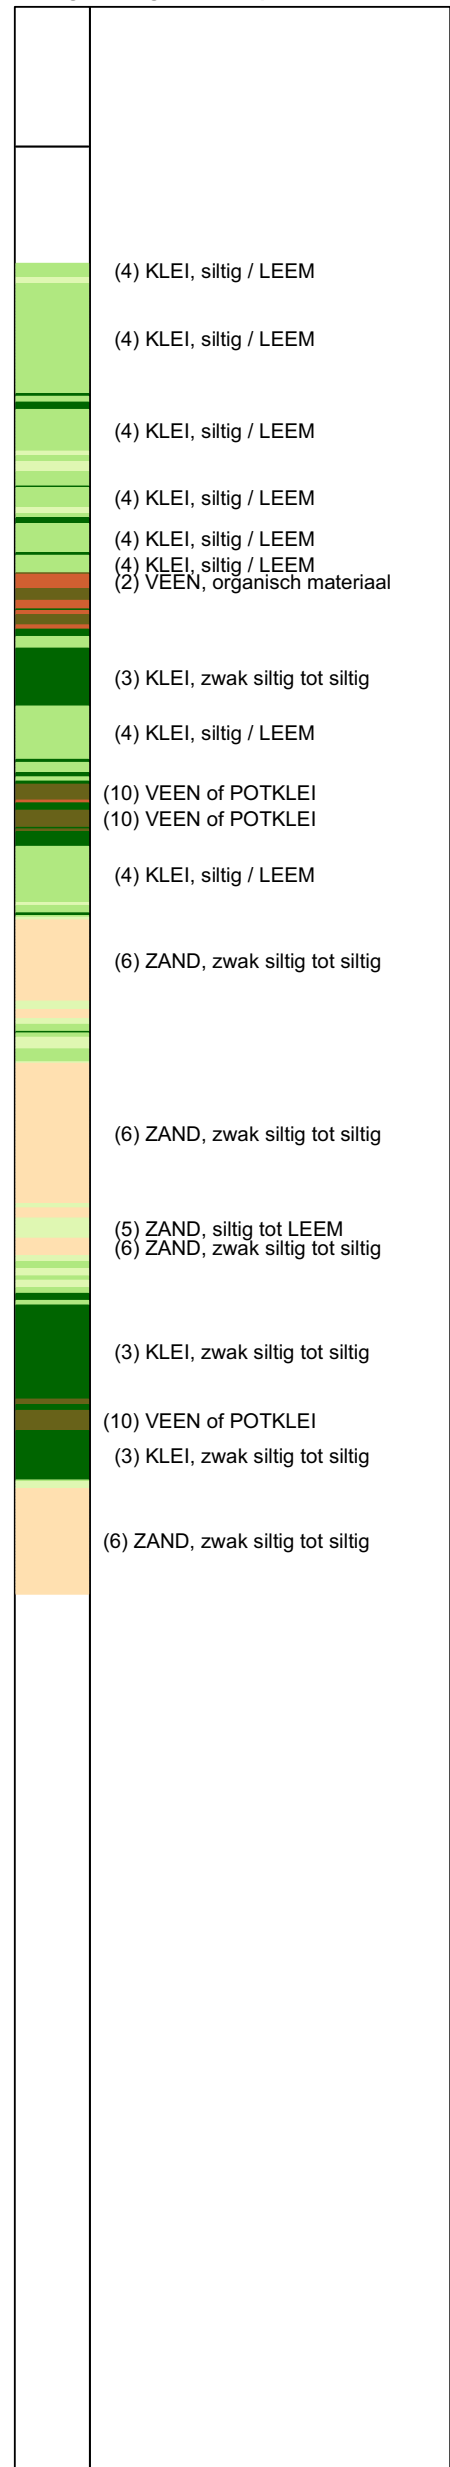 (4) KLEI, siltig / LEEM
(4) KLEI, siltig / LEEM
(4) KLEI, siltig / LEEM
(4) KLEI, siltig / LEEM
(4) KLEI, siltig / LEEM
(4) KLEI, siltig / LEEM
(2) VEEN, organisch materiaal
(3) KLEI, zwak siltig tot siltig
(4) KLEI, siltig / LEEM
(10) VEEN of POTKLEI
(10) VEEN of POTKLEI
(4) KLEI, siltig / LEEM
(6) ZAND, zwak siltig tot siltig
(6) ZAND, zwak siltig tot siltig
(5) ZAND, siltig tot LEEM
(6) ZAND, zwak siltig tot siltig
(3) KLEI, zwak siltig tot siltig
(10) VEEN of POTKLEI
(3) KLEI, zwak siltig tot siltig
(6) ZAND, zwak siltig tot siltig